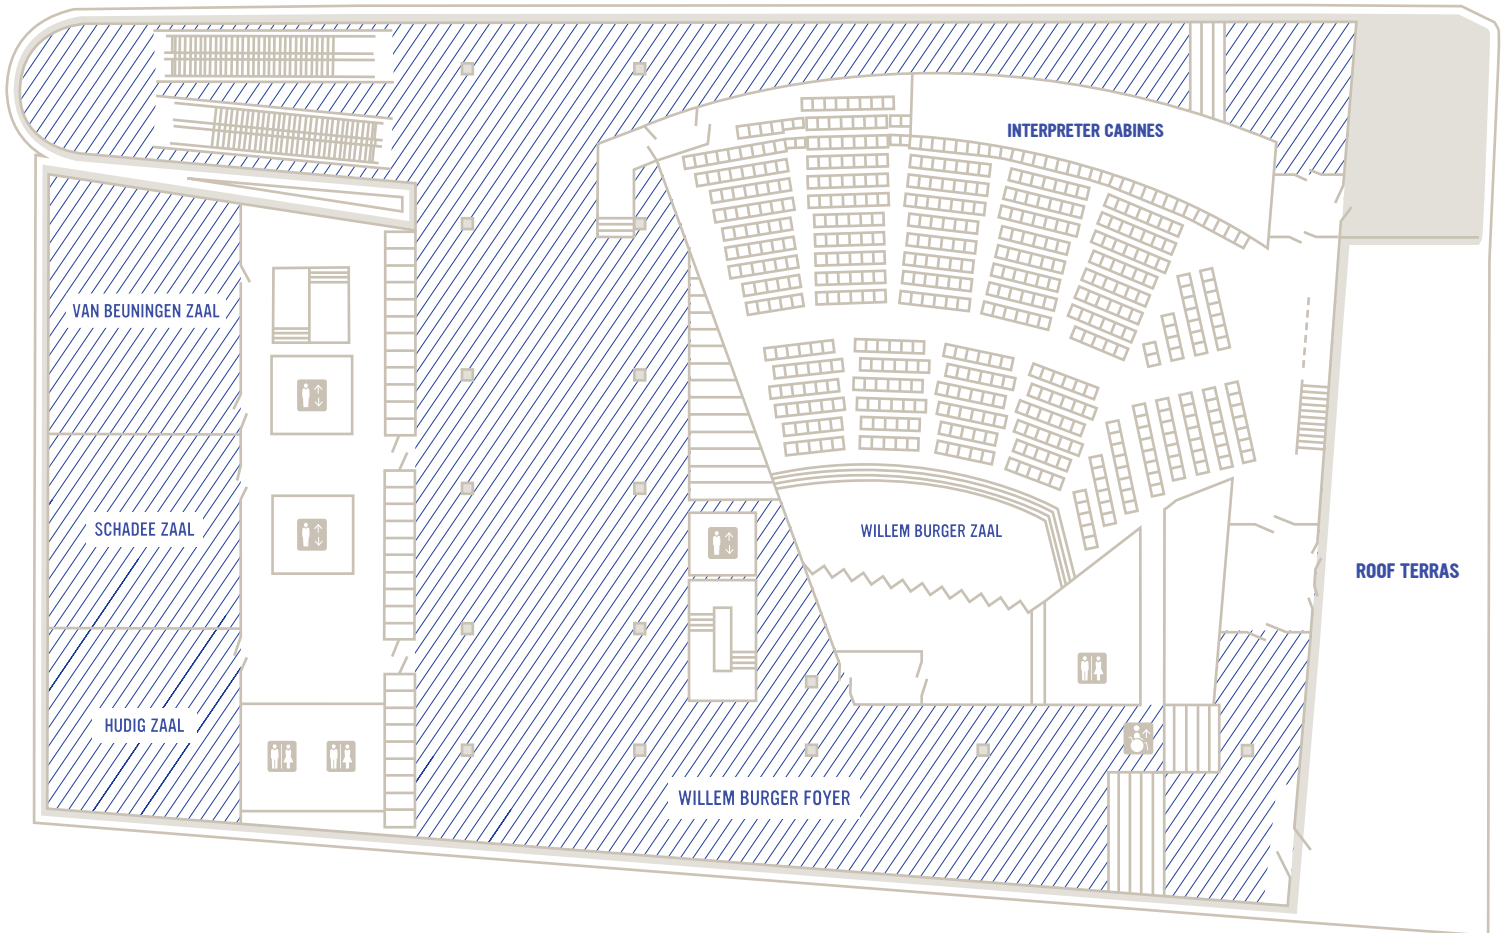 INTERPRETER CABINES
VAN BEUNINGEN ZAAL
SCHADEE ZAAL
WILLEM BURGER ZAAL
ROOF TERRAS
HUDIG ZAAL
WILLEM BURGER FOYER